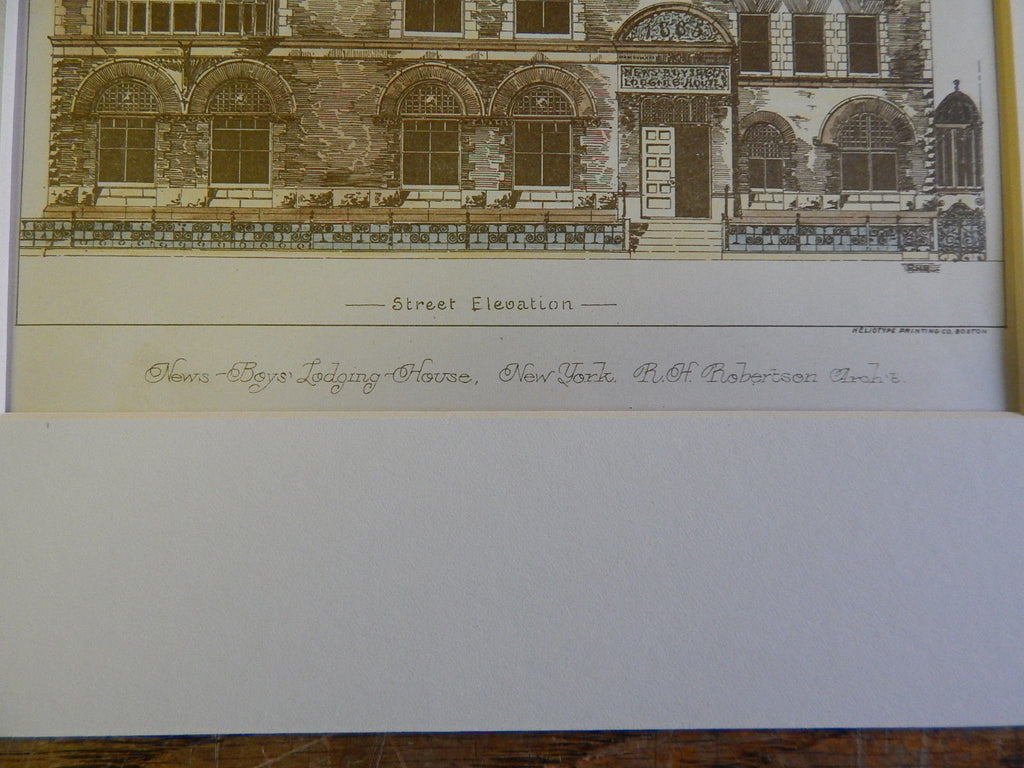 NEWS BOYS
LODGING HOUSE
Street Elevation
HELIOTYPE PRINTING CO. BOSTON
News-Boys' Lodging-House, New York. R.H. Robertson Arch't.